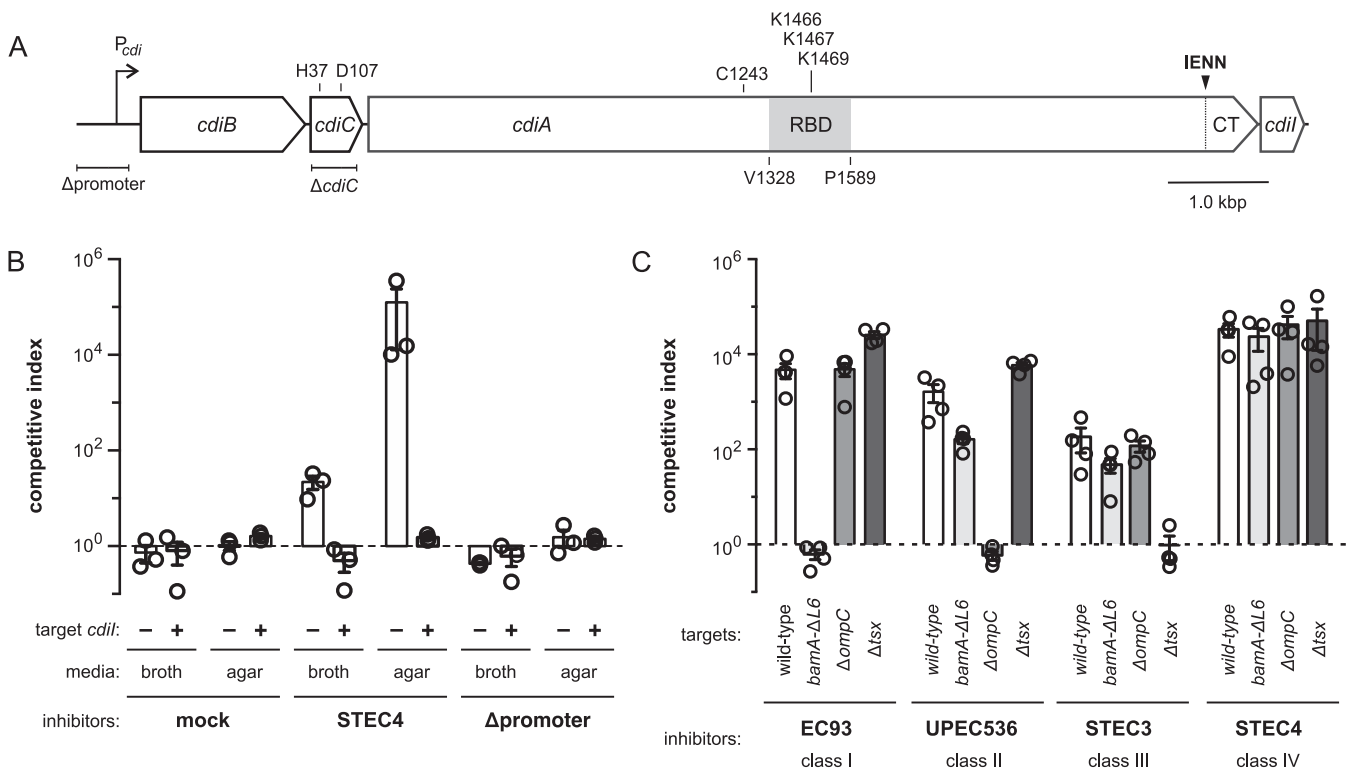 A
Pcdi
H37 D107
K1466
K1467
K1469
C1243
IENN
cdiB
cdiC
cdiA
RBD
CT
cdiI
Δpromoter
ΔcdiC
V1328
P1589
1.0 kbp
B
competitive index
10^6
10^4
10^2
10^0
target cdiI: − + − + − + − + − + − +
media: broth agar broth agar broth agar
inhibitors: mock STEC4 Δpromoter
C
competitive index
10^6
10^4
10^2
10^0
targets: wild-type bamA-ΔL6 ΔompC Δtsx wild-type bamA-ΔL6 ΔompC Δtsx wild-type bamA-ΔL6 ΔompC Δtsx wild-type bamA-ΔL6 ΔompC Δtsx
inhibitors: EC93 UPEC536 STEC3 STEC4
class I class II class III class IV